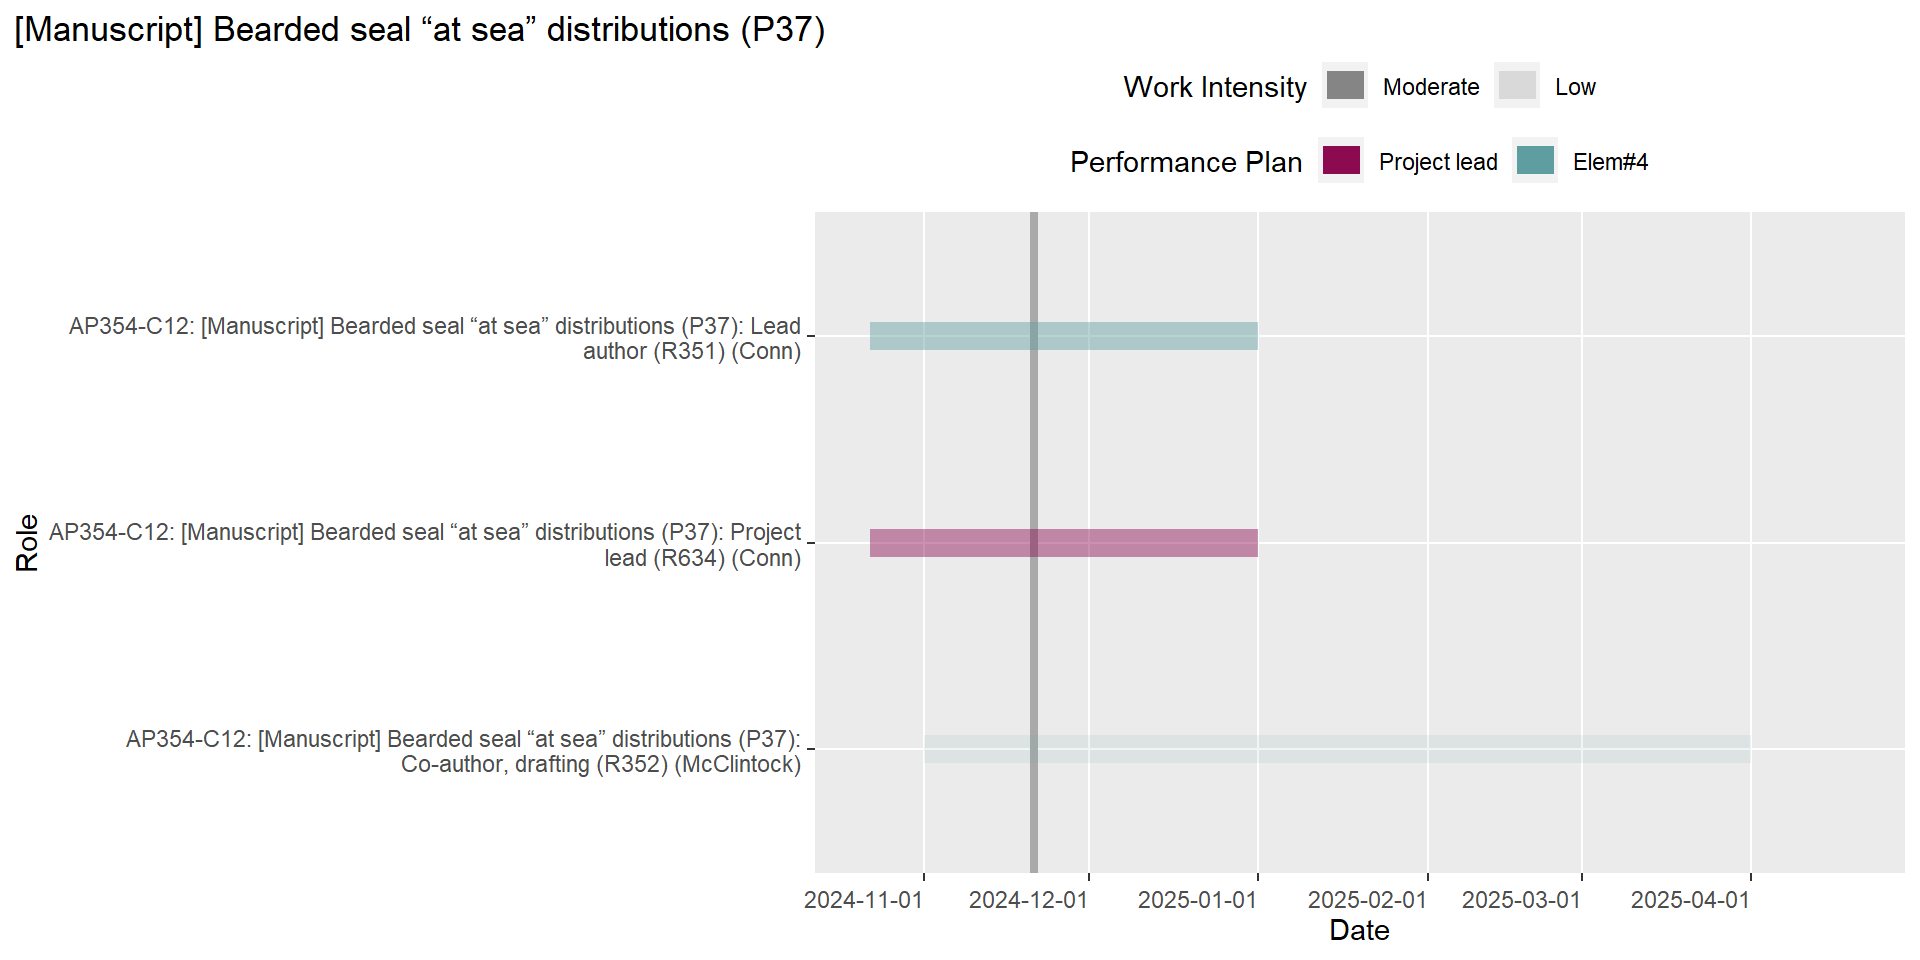 [Manuscript] Bearded seal “at sea” distributions (P37)
Work Intensity Moderate Low
Performance Plan Project lead Elem#4
AP354-C12: [Manuscript] Bearded seal “at sea” distributions (P37): Lead
author (R351) (Conn)
Role
AP354-C12: [Manuscript] Bearded seal “at sea” distributions (P37): Project
lead (R634) (Conn)
AP354-C12: [Manuscript] Bearded seal “at sea” distributions (P37):
Co-author, drafting (R352) (McClintock)
2024-11-01 2024-12-01 2025-01-01 2025-02-01 2025-03-01 2025-04-01
Date